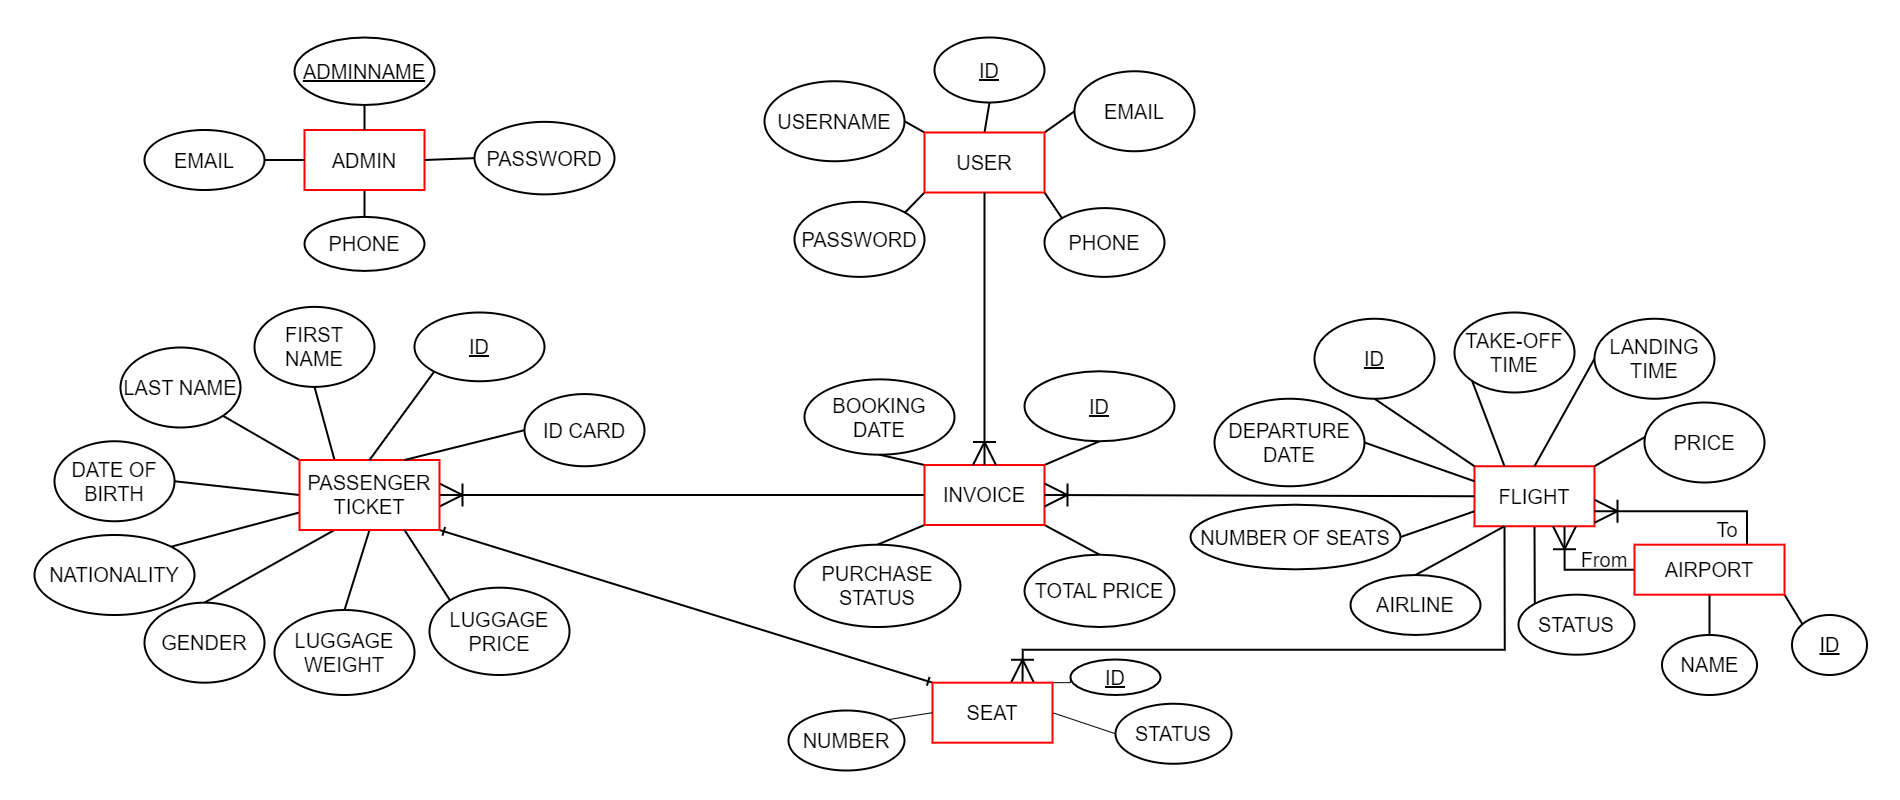 ADMINNAME
EMAIL
ADMIN
PASSWORD
PHONE
ID
USERNAME
EMAIL
USER
PASSWORD
PHONE
FIRST
NAME
ID
LAST NAME
ID CARD
DATE OF
BIRTH
PASSENGER
TICKET
NATIONALITY
GENDER
LUGGAGE
WEIGHT
LUGGAGE
PRICE
BOOKING
DATE
ID
INVOICE
PURCHASE
STATUS
TOTAL PRICE
ID
TAKE-OFF
TIME
LANDING
TIME
DEPARTURE
DATE
PRICE
FLIGHT
NUMBER OF SEATS
AIRLINE
STATUS
To
From
AIRPORT
NAME
ID
ID
SEAT
NUMBER
STATUS